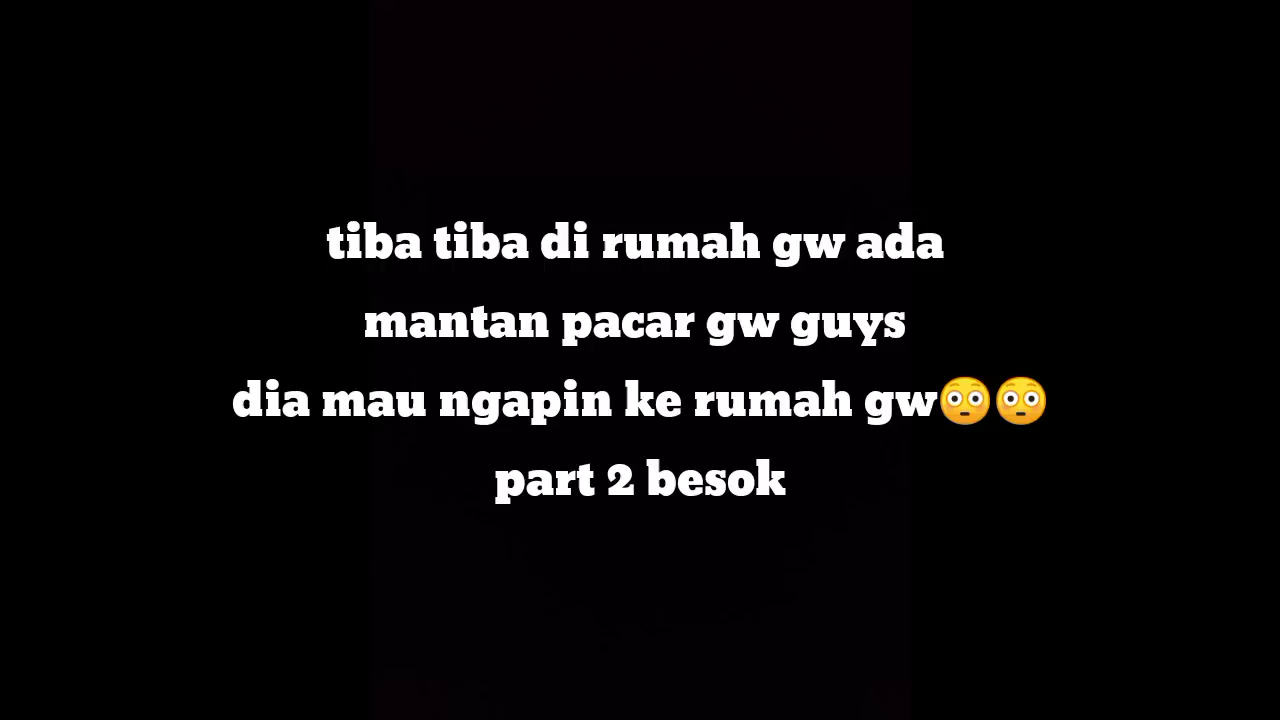 tiba tiba di rumah gw ada
mantan pacar gw guys
dia mau ngapin ke rumah gw😳😳
part 2 besok